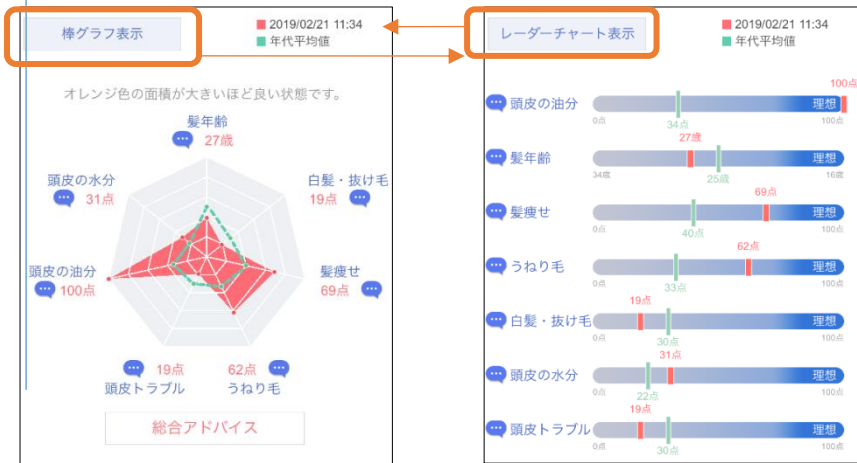 棒グラフ表示
2019/02/21 11:34
年代平均値
オレンジ色の面積が大きいほど良い状態です。
髪年齢
27歳
頭皮の水分
31点
白髪・抜け毛
19点
頭皮の油分
100点
髪痩せ
69点
19点
頭皮トラブル
62点
うねり毛
総合アドバイス
レーダーチャート表示
2019/02/21 11:34
年代平均値
100点
頭皮の油分
理想
0点
34点
100点
27歳
髪年齢
理想
34歳
25歳
16歳
69点
髪痩せ
理想
0点
40点
100点
62点
うねり毛
理想
0点
33点
100点
19点
白髪・抜け毛
理想
0点
30点
100点
31点
頭皮の水分
理想
0点
22点
100点
19点
頭皮トラブル
理想
0点
30点
100点